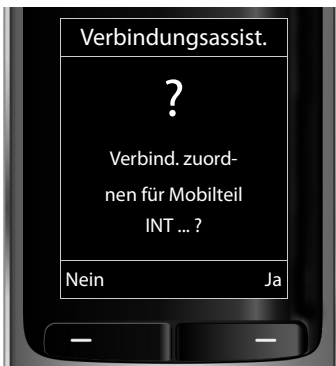 Verbindungsassist.
?
Verbind. zuord-
nen für Mobilteil
INT ... ?
Nein Ja